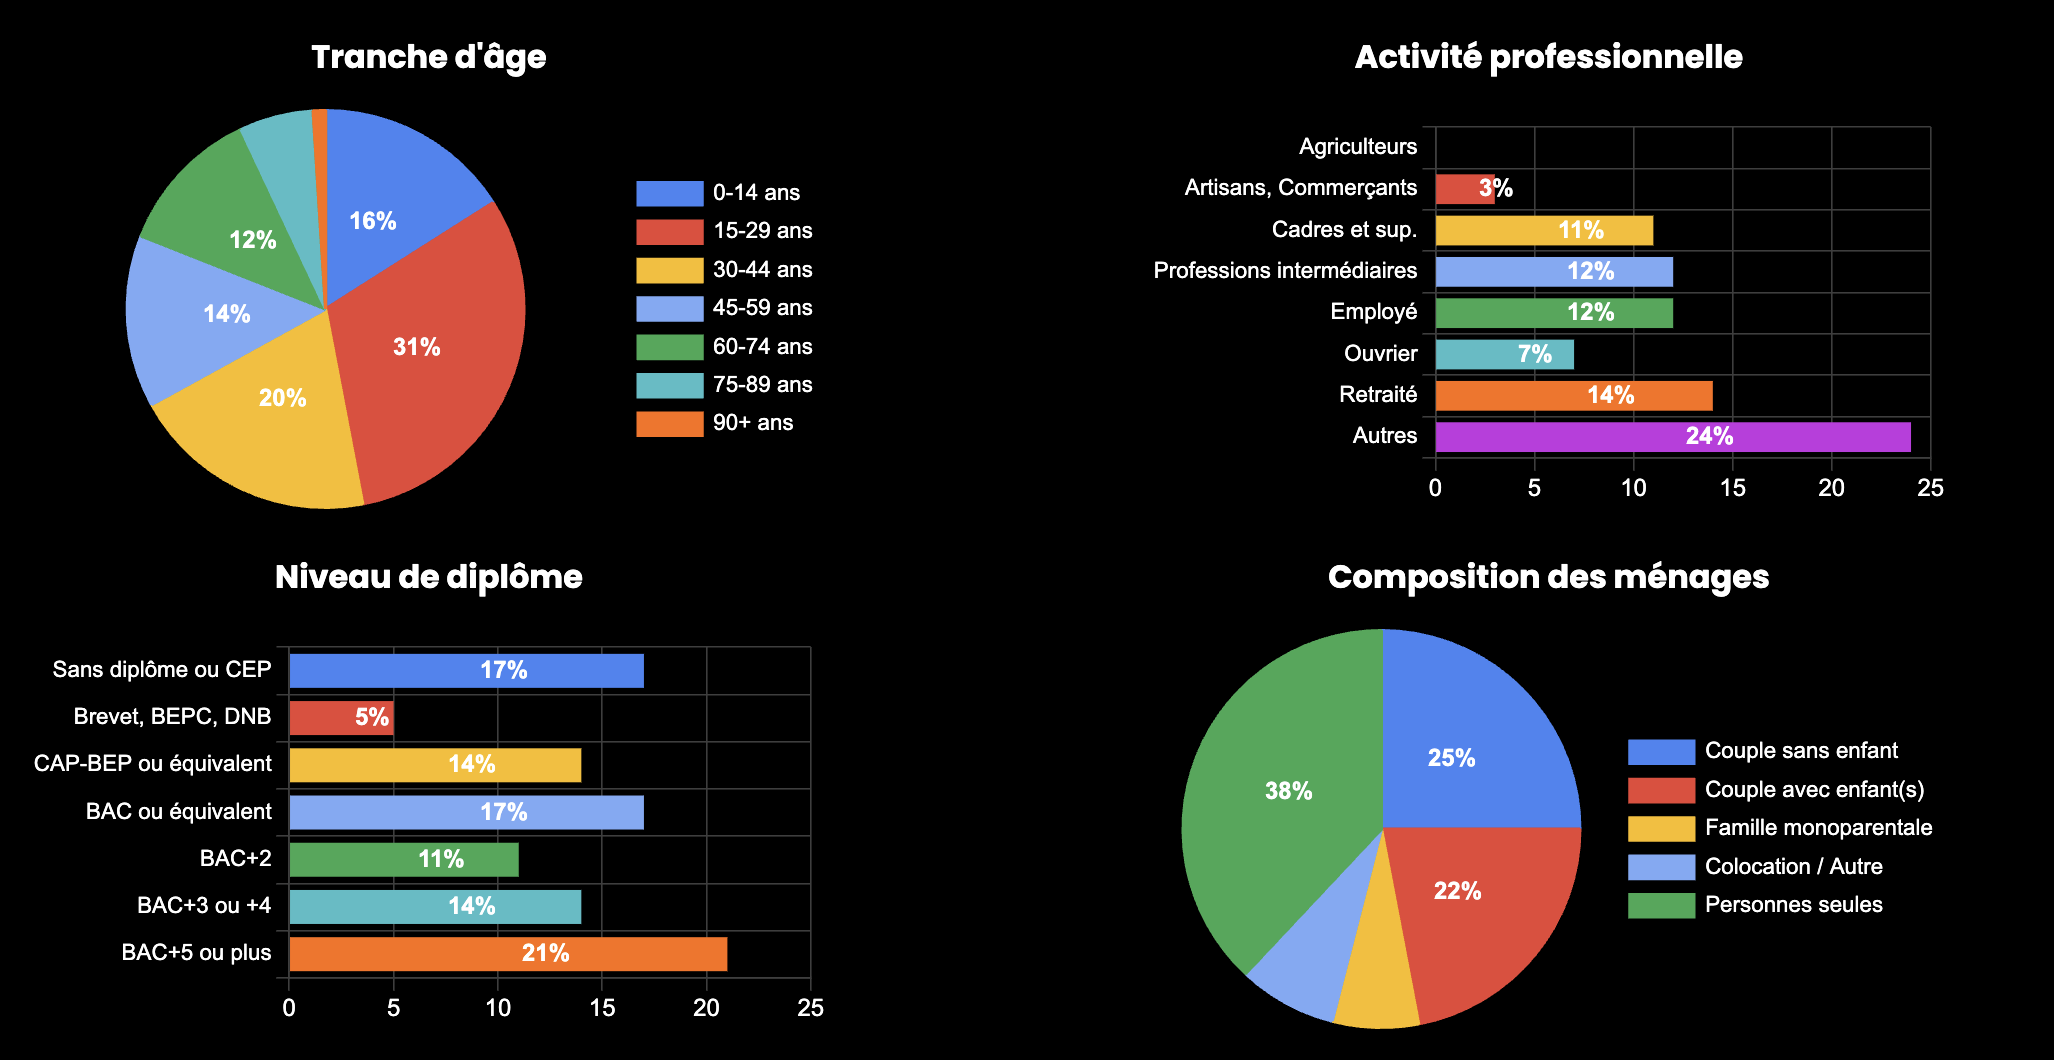 Tranche d'âge
16%
31%
20%
14%
12%
0-14 ans
15-29 ans
30-44 ans
45-59 ans
60-74 ans
75-89 ans
90+ ans
Activité professionnelle
Agriculteurs
Artisans, Commerçants 3%
Cadres et sup. 11%
Professions intermédiaires 12%
Employé 12%
Ouvrier 7%
Retraité 14%
Autres 24%
0 5 10 15 20 25
Niveau de diplôme
Sans diplôme ou CEP 17%
Brevet, BEPC, DNB 5%
CAP-BEP ou équivalent 14%
BAC ou équivalent 17%
BAC+2 11%
BAC+3 ou +4 14%
BAC+5 ou plus 21%
0 5 10 15 20 25
Composition des ménages
25%
22%
38%
Couple sans enfant
Couple avec enfant(s)
Famille monoparentale
Colocation / Autre
Personnes seules